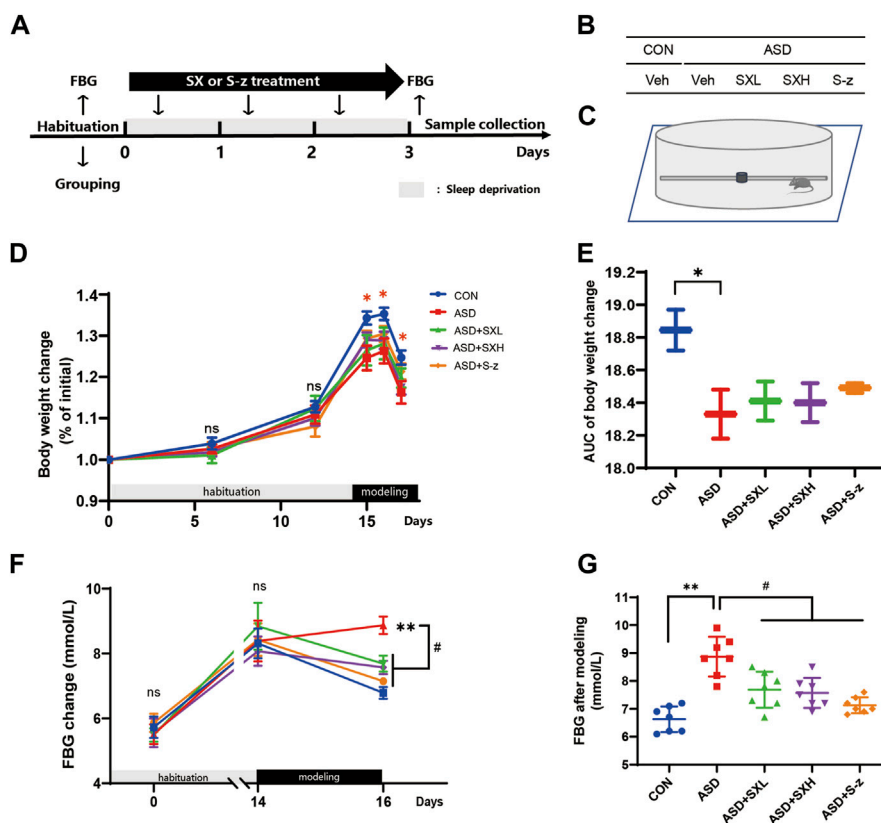 A
FBG
SX or S-z treatment
FBG
Habituation
Sample collection
0 1 2 3 Days
Grouping
: Sleep deprivation
B
CON ASD
Veh Veh SXL SXH S-z
C
D
Body weight change
(% of initial)
1.4
1.3
1.2
1.1
1.0
0.9
ns
ns
* * *
CON
ASD
ASD+SXL
ASD+SXH
ASD+S-z
habituation
modeling
0 5 10 15 Days
E
AUC of body weight change
19.2
19.0
18.8
18.6
18.4
18.2
18.0
*
CON
ASD
ASD+SXL
ASD+SXH
ASD+S-z
F
FBG change (mmol/L)
10
8
6
4
ns
ns
**
#
habituation
modeling
0 14 16 Days
G
FBG after modeling
(mmol/L)
11
10
9
8
7
6
5
**
#
CON
ASD
ASD+SXL
ASD+SXH
ASD+S-z